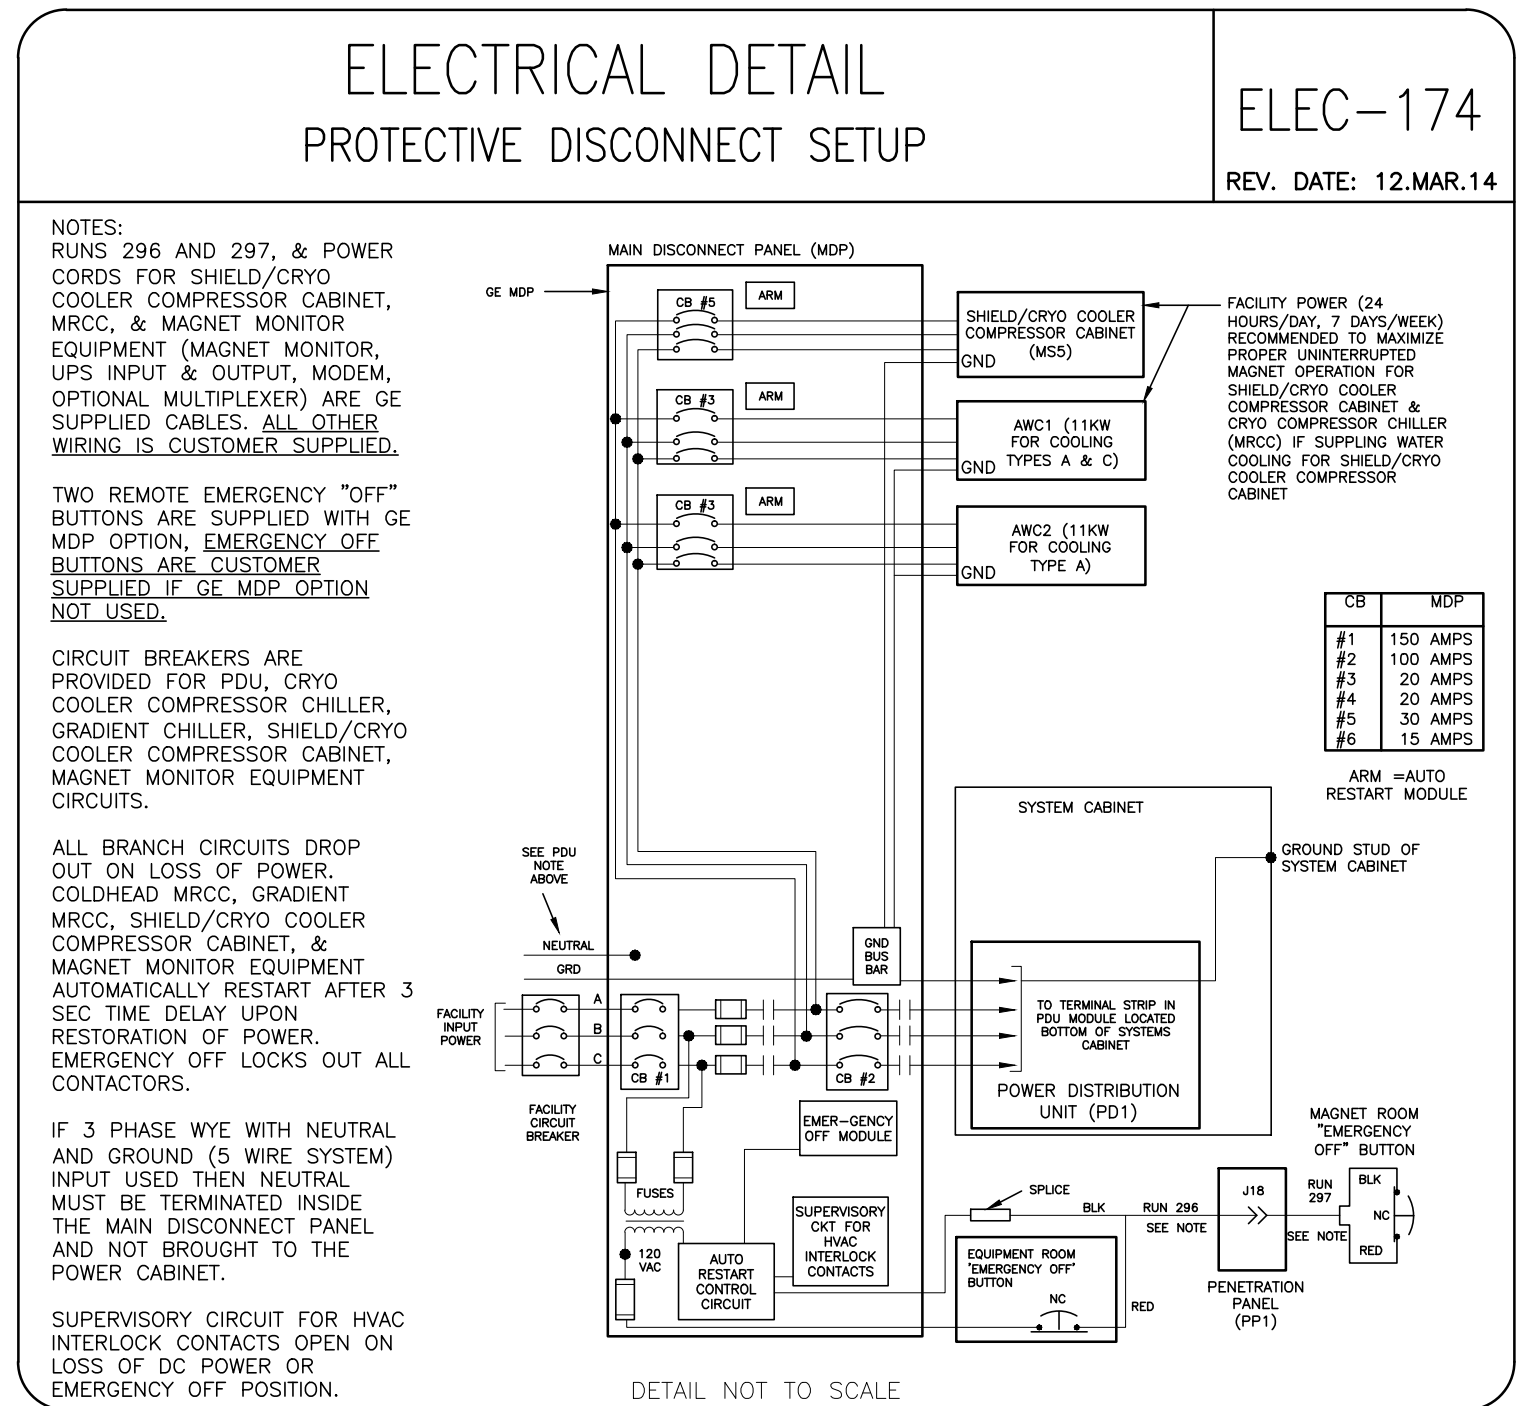 ELECTRICAL DETAIL
PROTECTIVE DISCONNECT SETUP
ELEC-174
REV. DATE: 12.MAR.14
NOTES:
RUNS 296 AND 297, & POWER
CORDS FOR SHIELD/CRYO
COOLER COMPRESSOR CABINET,
MRCC, & MAGNET MONITOR
EQUIPMENT (MAGNET MONITOR,
UPS INPUT & OUTPUT, MODEM,
OPTIONAL MULTIPLEXER) ARE GE
SUPPLIED CABLES. ALL OTHER
WIRING IS CUSTOMER SUPPLIED.
TWO REMOTE EMERGENCY "OFF"
BUTTONS ARE SUPPLIED WITH GE
MDP OPTION, EMERGENCY OFF
BUTTONS ARE CUSTOMER
SUPPLIED IF GE MDP OPTION
NOT USED.
CIRCUIT BREAKERS ARE
PROVIDED FOR PDU, CRYO
COOLER COMPRESSOR CHILLER,
GRADIENT CHILLER, SHIELD/CRYO
COOLER COMPRESSOR CABINET,
MAGNET MONITOR EQUIPMENT
CIRCUITS.
ALL BRANCH CIRCUITS DROP
OUT ON LOSS OF POWER.
COLDHEAD MRCC, GRADIENT
MRCC, SHIELD/CRYO COOLER
COMPRESSOR CABINET, &
MAGNET MONITOR EQUIPMENT
AUTOMATICALLY RESTART AFTER 3
SEC TIME DELAY UPON
RESTORATION OF POWER.
EMERGENCY OFF LOCKS OUT ALL
CONTACTORS.
IF 3 PHASE WYE WITH NEUTRAL
AND GROUND (5 WIRE SYSTEM)
INPUT USED THEN NEUTRAL
MUST BE TERMINATED INSIDE
THE MAIN DISCONNECT PANEL
AND NOT BROUGHT TO THE
POWER CABINET.
SUPERVISORY CIRCUIT FOR HVAC
INTERLOCK CONTACTS OPEN ON
LOSS OF DC POWER OR
EMERGENCY OFF POSITION.
MAIN DISCONNECT PANEL (MDP)
GE MDP
CB #5
ARM
CB #3
ARM
CB #3
ARM
SHIELD/CRYO COOLER
COMPRESSOR CABINET
(MS5)
GND
AWC1 (11KW
FOR COOLING
TYPES A & C)
GND
AWC2 (11KW
FOR COOLING
TYPE A)
GND
FACILITY POWER (24
HOURS/DAY, 7 DAYS/WEEK)
RECOMMENDED TO MAXIMIZE
PROPER UNINTERRUPTED
MAGNET OPERATION FOR
SHIELD/CRYO COOLER
COMPRESSOR CABINET &
CRYO COMPRESSOR CHILLER
(MRCC) IF SUPPLING WATER
COOLING FOR SHIELD/CRYO
COOLER COMPRESSOR
CABINET
CB MDP
#1 150 AMPS
#2 100 AMPS
#3 20 AMPS
#4 20 AMPS
#5 30 AMPS
#6 15 AMPS
ARM =AUTO
RESTART MODULE
SYSTEM CABINET
GROUND STUD OF
SYSTEM CABINET
SEE PDU
NOTE
ABOVE
NEUTRAL
GRD
GND
BUS
BAR
FACILITY
INPUT
POWER
A
B
C
CB #1
CB #2
FACILITY
CIRCUIT
BREAKER
TO TERMINAL STRIP IN
PDU MODULE LOCATED
BOTTOM OF SYSTEMS
CABINET
POWER DISTRIBUTION
UNIT (PD1)
EMER-GENCY
OFF MODULE
FUSES
SUPERVISORY
CKT FOR
HVAC
INTERLOCK
CONTACTS
120
VAC
AUTO
RESTART
CONTROL
CIRCUIT
SPLICE
BLK
RUN 296
SEE NOTE
EQUIPMENT ROOM
'EMERGENCY OFF'
BUTTON
NC
RED
J18
PENETRATION
PANEL
(PP1)
MAGNET ROOM
"EMERGENCY
OFF" BUTTON
RUN
297
SEE NOTE
BLK
NC
RED
DETAIL NOT TO SCALE